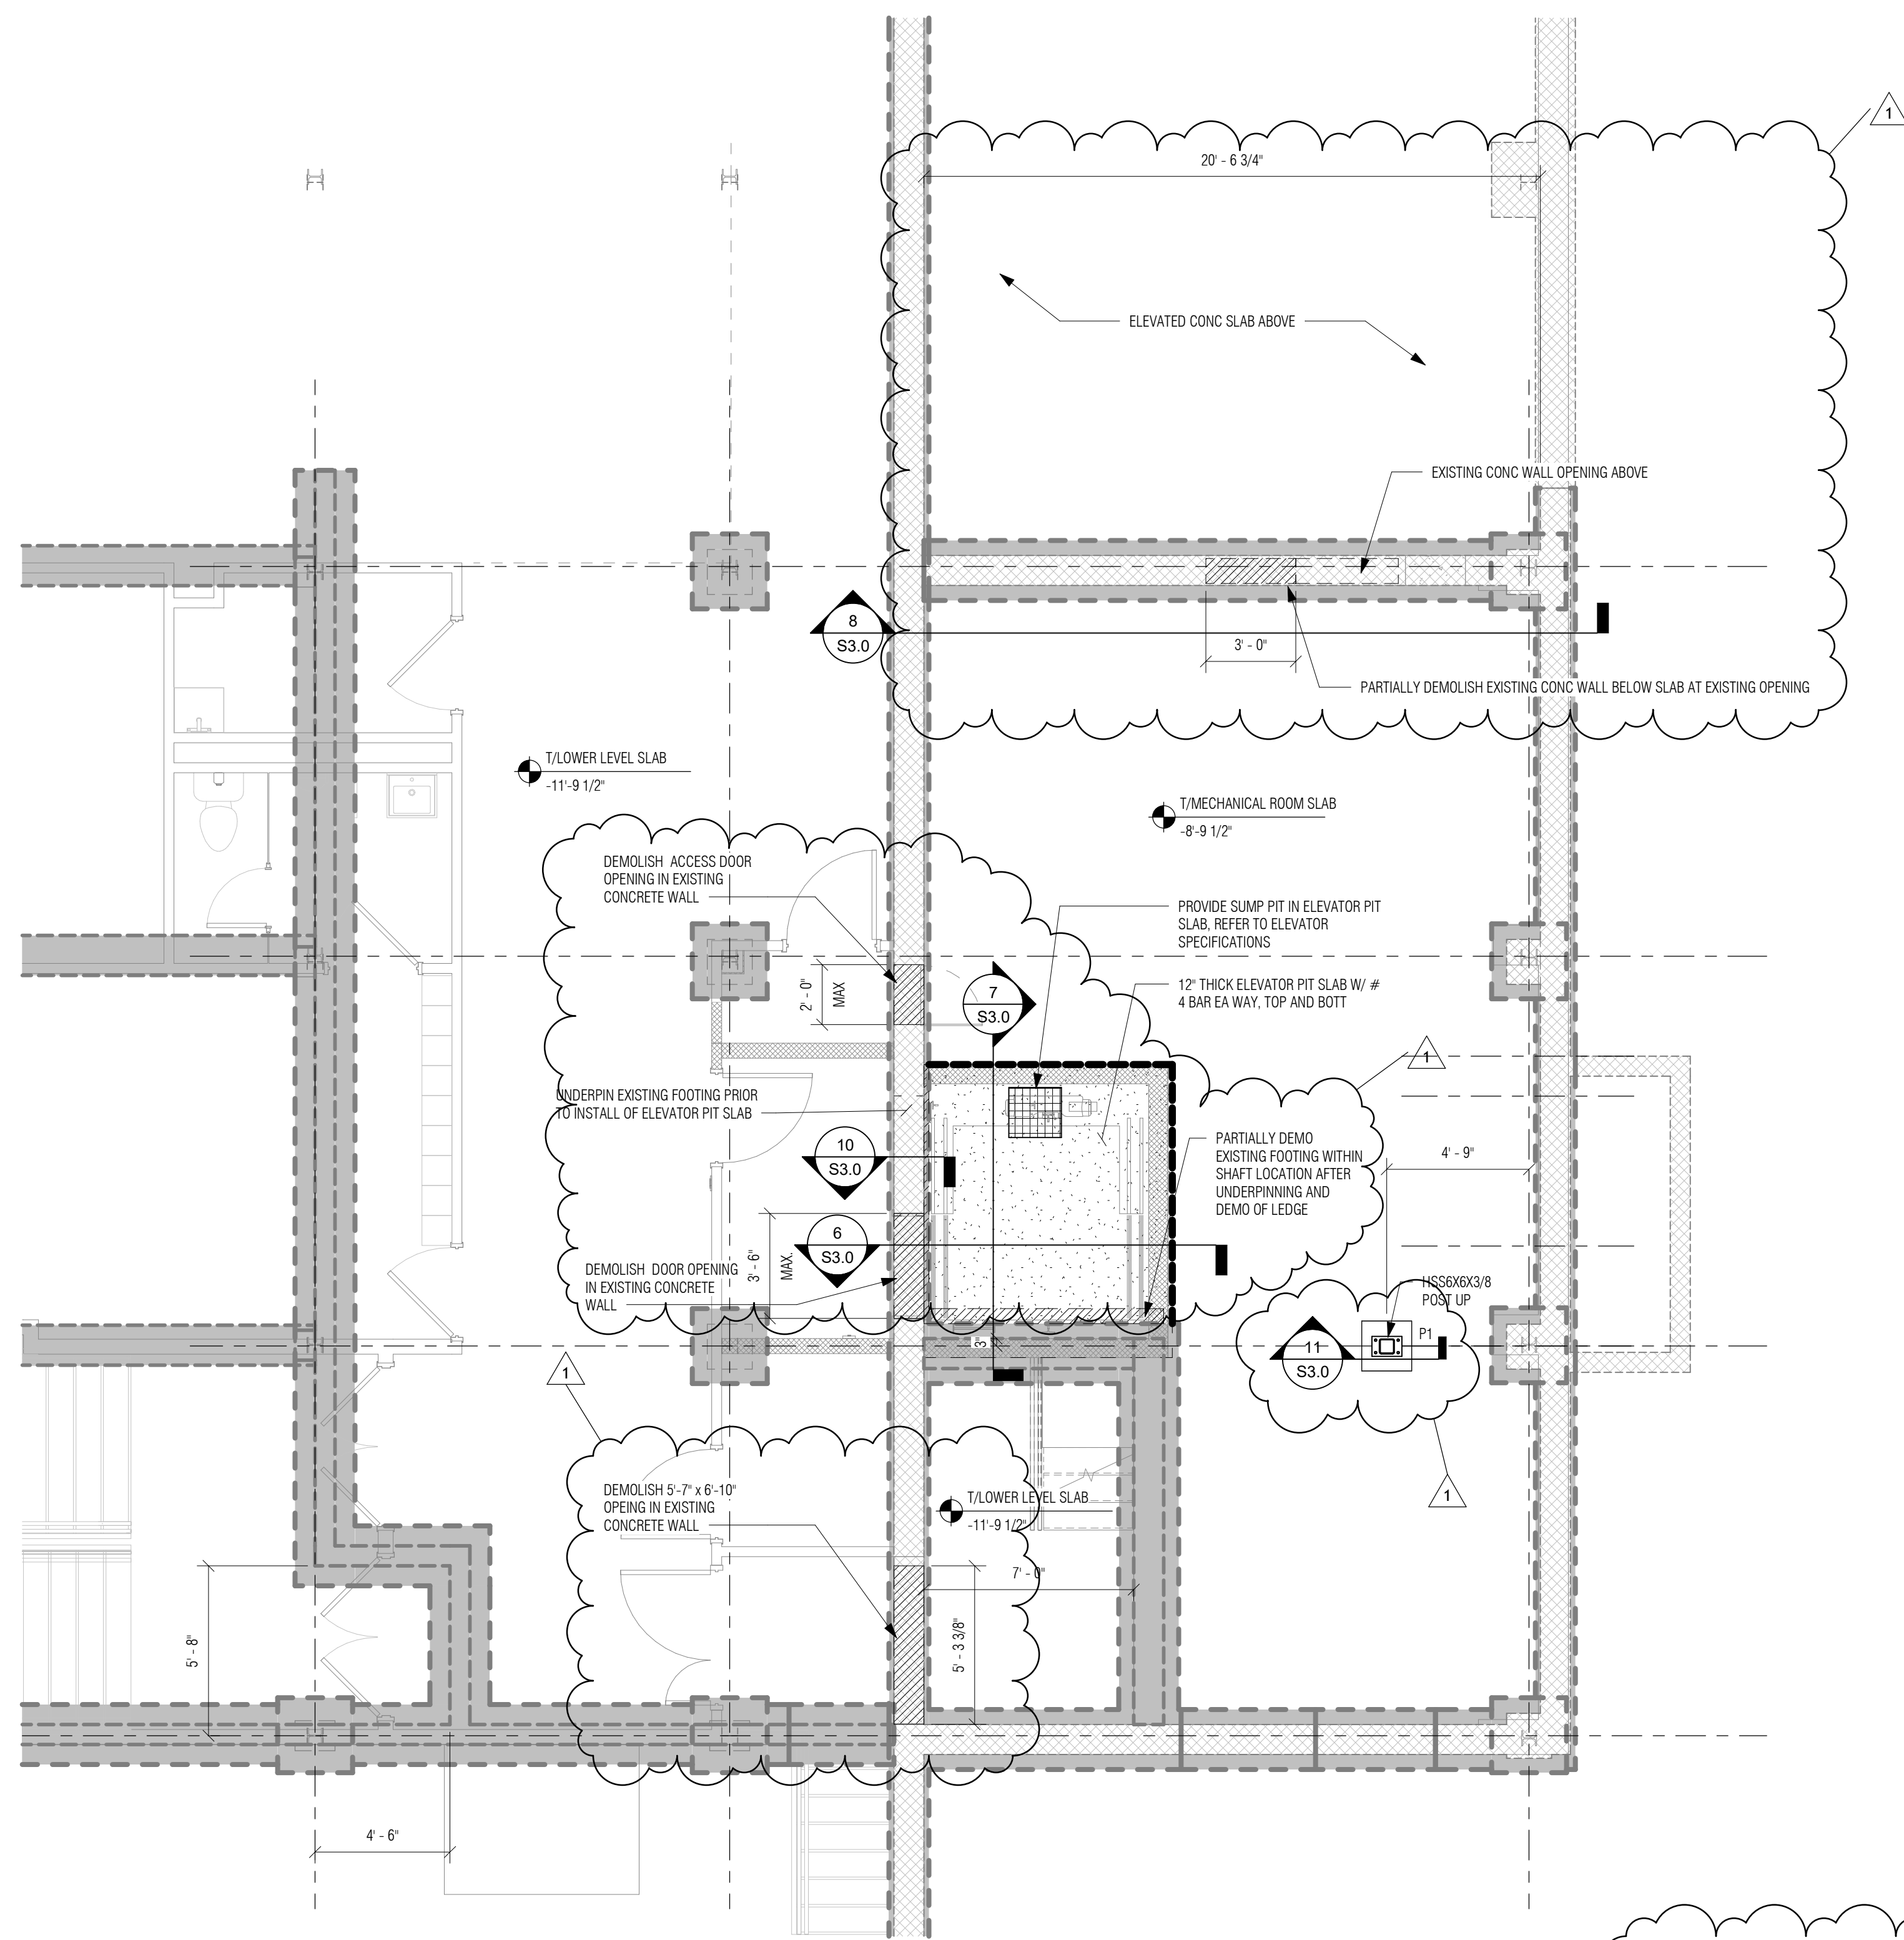 1
20' - 6 3/4"
ELEVATED CONC SLAB ABOVE
EXISTING CONC WALL OPENING ABOVE
8
S3.0
3' - 0"
PARTIALLY DEMOLISH EXISTING CONC WALL BELOW SLAB AT EXISTING OPENING
T/LOWER LEVEL SLAB
-11'-9 1/2"
T/MECHANICAL ROOM SLAB
-8'-9 1/2"
DEMOLISH ACCESS DOOR
OPENING IN EXISTING
CONCRETE WALL
PROVIDE SUMP PIT IN ELEVATOR PIT
SLAB, REFER TO ELEVATOR
SPECIFICATIONS
2' - 0"
MAX
7
S3.0
12" THICK ELEVATOR PIT SLAB W/ #
4 BAR EA WAY, TOP AND BOTT
1
UNDERPIN EXISTING FOOTING PRIOR
TO INSTALL OF ELEVATOR PIT SLAB
10
S3.0
PARTIALLY DEMO
EXISTING FOOTING WITHIN
SHAFT LOCATION AFTER
UNDERPINNING AND
DEMO OF LEDGE
4' - 9"
6
S3.0
3' - 6"
MAX.
DEMOLISH DOOR OPENING
IN EXISTING CONCRETE
WALL
HSS6X6X3/8
POST UP
P1
11
S3.0
3"
1
1
DEMOLISH 5'-7" x 6'-10"
OPEING IN EXISTING
CONCRETE WALL
T/LOWER LEVEL SLAB
-11'-9 1/2"
7' - 0"
5' - 3 3/8"
5' - 8"
4' - 6"